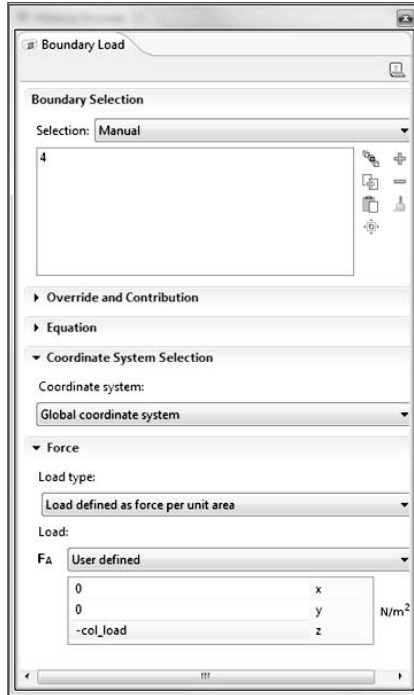 Boundary Load
Boundary Selection
Selection: Manual
4
Override and Contribution
Equation
Coordinate System Selection
Coordinate system:
Global coordinate system
Force
Load type:
Load defined as force per unit area
Load:
FA User defined
0 x
0 y N/m²
-col_load z